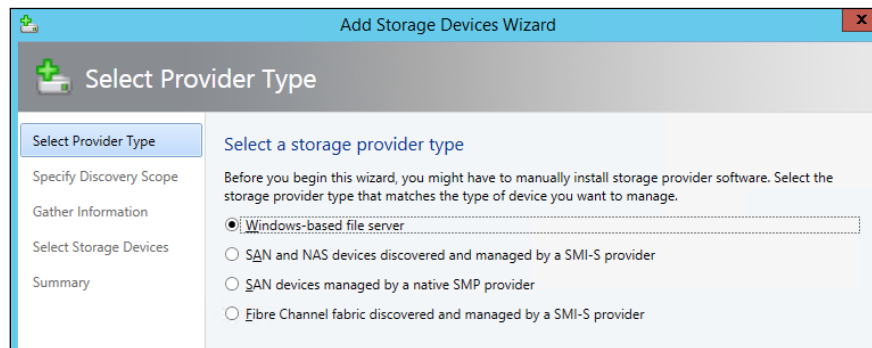 Add Storage Devices Wizard
x
Select Provider Type
Select Provider Type
Specify Discovery Scope
Gather Information
Select Storage Devices
Summary
Select a storage provider type
Before you begin this wizard, you might have to manually install storage provider software. Select the
storage provider type that matches the type of device you want to manage.
Windows-based file server
SAN and NAS devices discovered and managed by a SMI-S provider
SAN devices managed by a native SMP provider
Fibre Channel fabric discovered and managed by a SMI-S provider